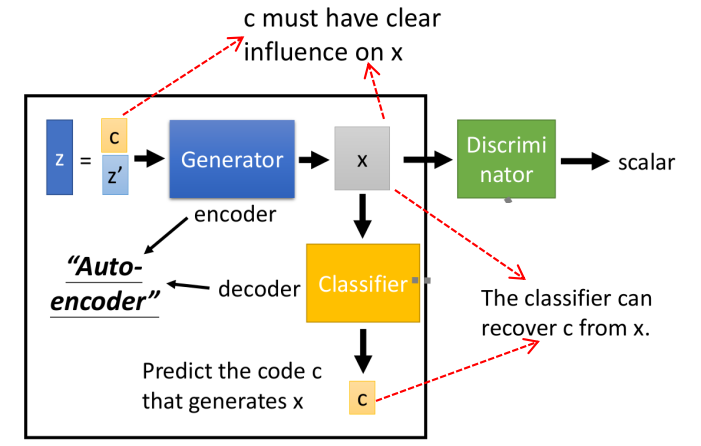 c must have clear
influence on x
z
=
c
z’
Generator
x
Discrimi
nator
scalar
encoder
“Auto-
encoder”
decoder
Classifier
The classifier can
recover c from x.
Predict the code c
that generates x
c